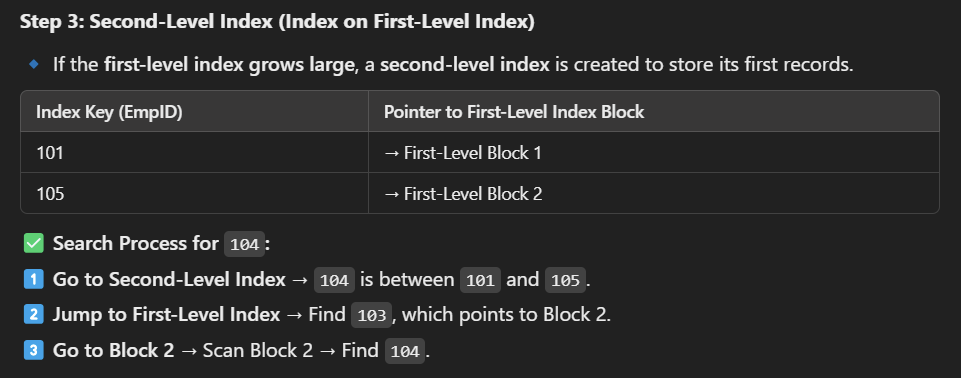 Step 3: Second-Level Index (Index on First-Level Index)
🔹 If the first-level index grows large, a second-level index is created to store its first records.
Index Key (EmpID) Pointer to First-Level Index Block
101 → First-Level Block 1
105 → First-Level Block 2
✅ Search Process for 104:
1️⃣ Go to Second-Level Index → 104 is between 101 and 105.
2️⃣ Jump to First-Level Index → Find 103, which points to Block 2.
3️⃣ Go to Block 2 → Scan Block 2 → Find 104.